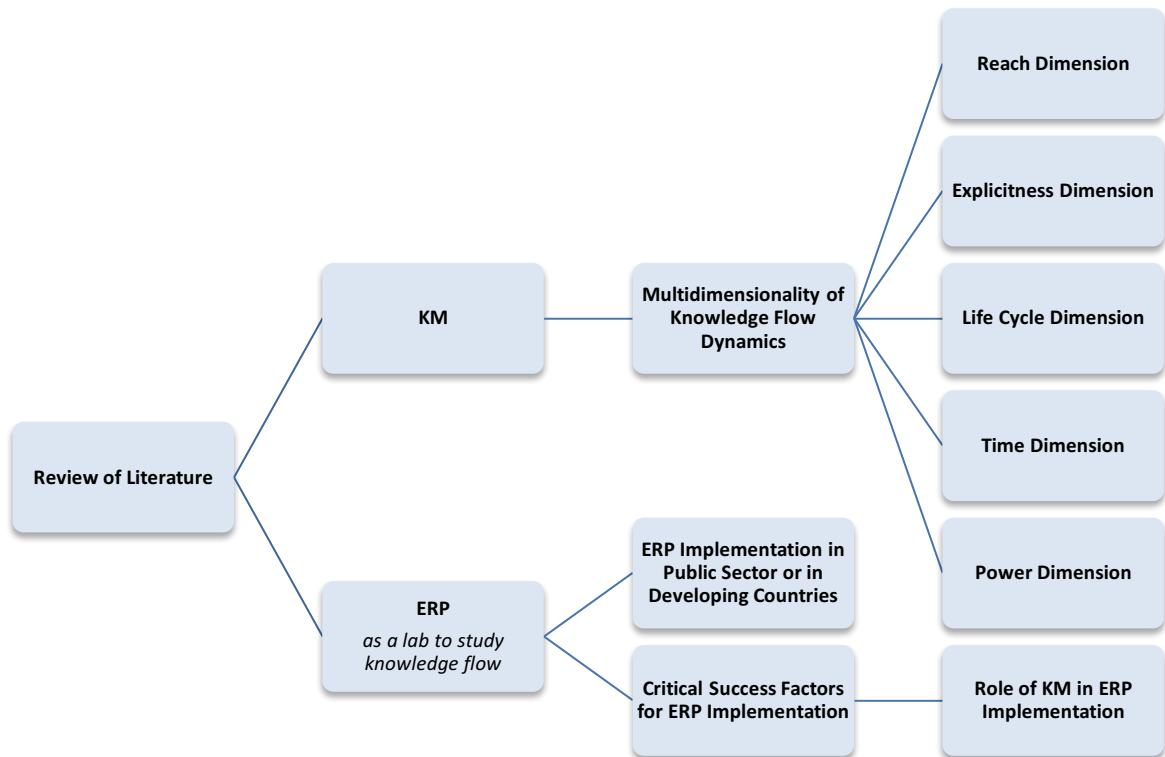 Review of Literature
KM
Multidimensionality of
Knowledge Flow
Dynamics
Reach Dimension
Explicitness Dimension
Life Cycle Dimension
Time Dimension
Power Dimension
ERP
as a lab to study
knowledge flow
ERP Implementation in
Public Sector or in
Developing Countries
Critical Success Factors
for ERP Implementation
Role of KM in ERP
Implementation